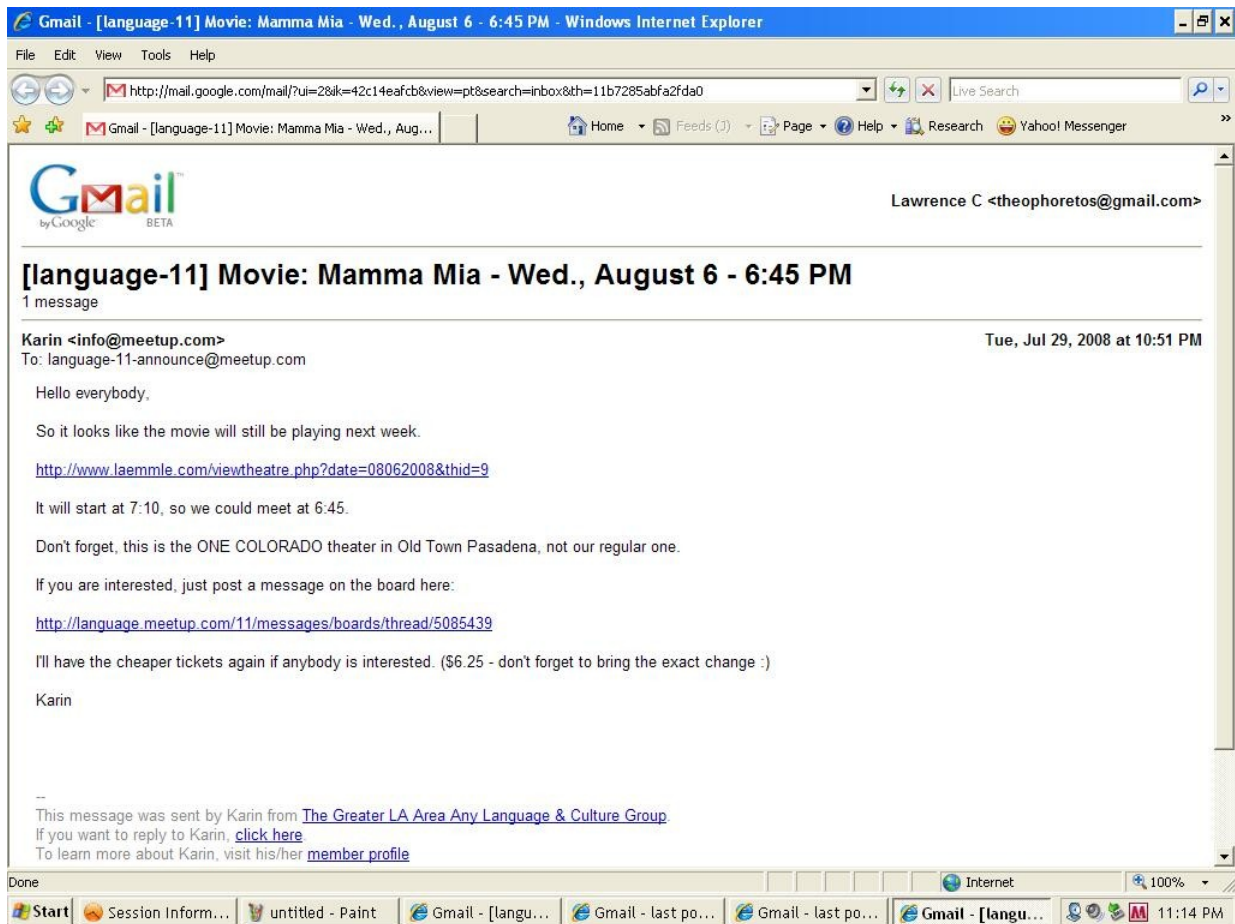 Gmail - [language-11] Movie: Mamma Mia - Wed., August 6 - 6:45 PM - Windows Internet Explorer
File Edit View Tools Help
http://mail.google.com/mail/?ui=2&ik=42c14eafcb&view=pt&search=inbox&th=11b7285abfa2fda0 Live Search
Gmail - [language-11] Movie: Mamma Mia - Wed., Aug... Home Feeds (J) Page Help Research Yahoo! Messenger »
Gmail™
by Google BETA
Lawrence C <theophoretos@gmail.com>
[language-11] Movie: Mamma Mia - Wed., August 6 - 6:45 PM
1 message
Karin <info@meetup.com> Tue, Jul 29, 2008 at 10:51 PM
To: language-11-announce@meetup.com
Hello everybody,
So it looks like the movie will still be playing next week.
http://www.laemmle.com/viewtheatre.php?date=08062008&thid=9
It will start at 7:10, so we could meet at 6:45.
Don't forget, this is the ONE COLORADO theater in Old Town Pasadena, not our regular one.
If you are interested, just post a message on the board here:
http://language.meetup.com/11/messages/boards/thread/5085439
I'll have the cheaper tickets again if anybody is interested. ($6.25 - don't forget to bring the exact change :)
Karin
--
This message was sent by Karin from The Greater LA Area Any Language & Culture Group.
If you want to reply to Karin, click here.
To learn more about Karin, visit his/her member profile
Done Internet 100%
Start Session Inform... untitled - Paint Gmail - [langu... Gmail - last po... Gmail - last po... Gmail - [langu... M 11:14 PM